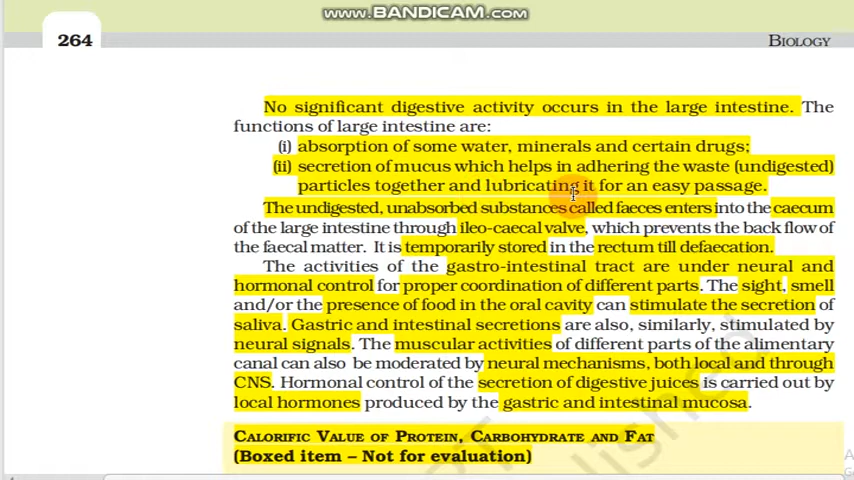 www.BANDICAM.com
264
BIOLOGY
No significant digestive activity occurs in the large intestine. The
functions of large intestine are:
(i) absorption of some water, minerals and certain drugs;
(ii) secretion of mucus which helps in adhering the waste (undigested)
particles together and lubricating it for an easy passage.
The undigested, unabsorbed substances called faeces enters into the caecum
of the large intestine through ileo-caecal valve, which prevents the back flow of
the faecal matter. It is temporarily stored in the rectum till defaecation.
The activities of the gastro-intestinal tract are under neural and
hormonal control for proper coordination of different parts. The sight, smell
and/or the presence of food in the oral cavity can stimulate the secretion of
saliva. Gastric and intestinal secretions are also, similarly, stimulated by
neural signals. The muscular activities of different parts of the alimentary
canal can also be moderated by neural mechanisms, both local and through
CNS. Hormonal control of the secretion of digestive juices is carried out by
local hormones produced by the gastric and intestinal mucosa.
CALORIFIC VALUE OF PROTEIN, CARBOHYDRATE AND FAT
(Boxed item – Not for evaluation)